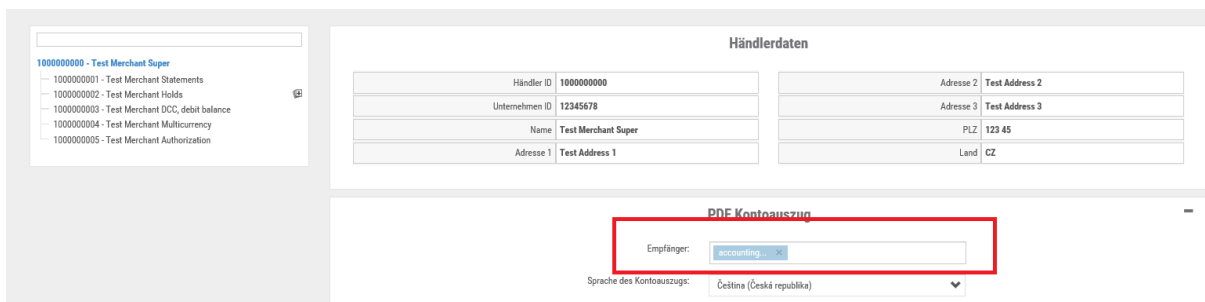 1000000000 - Test Merchant Super
1000000001 - Test Merchant Statements
1000000002 - Test Merchant Holds
1000000003 - Test Merchant DCC, debit balance
1000000004 - Test Merchant Multicurrency
1000000005 - Test Merchant Authorization
Händlerdaten
Händler ID 1000000000
Unternehmen ID 12345678
Name Test Merchant Super
Adresse 1 Test Address 1
Adresse 2 Test Address 2
Adresse 3 Test Address 3
PLZ 123 45
Land CZ
PDF Kontoauszug
Empfänger: accounting... ×
Sprache des Kontoauszugs: Čeština (Česká republika)